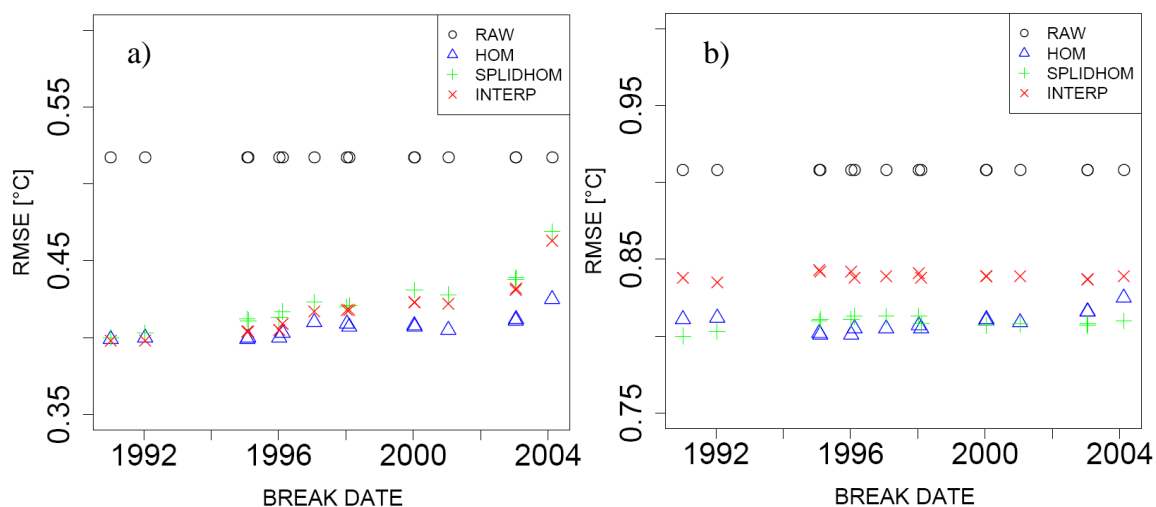 a)
RAW
HOM
SPLIDHOM
INTERP
RMSE [°C]
0.55
0.45
0.35
1992
1996
2000
2004
BREAK DATE
b)
RAW
HOM
SPLIDHOM
INTERP
RMSE [°C]
0.95
0.85
0.75
1992
1996
2000
2004
BREAK DATE